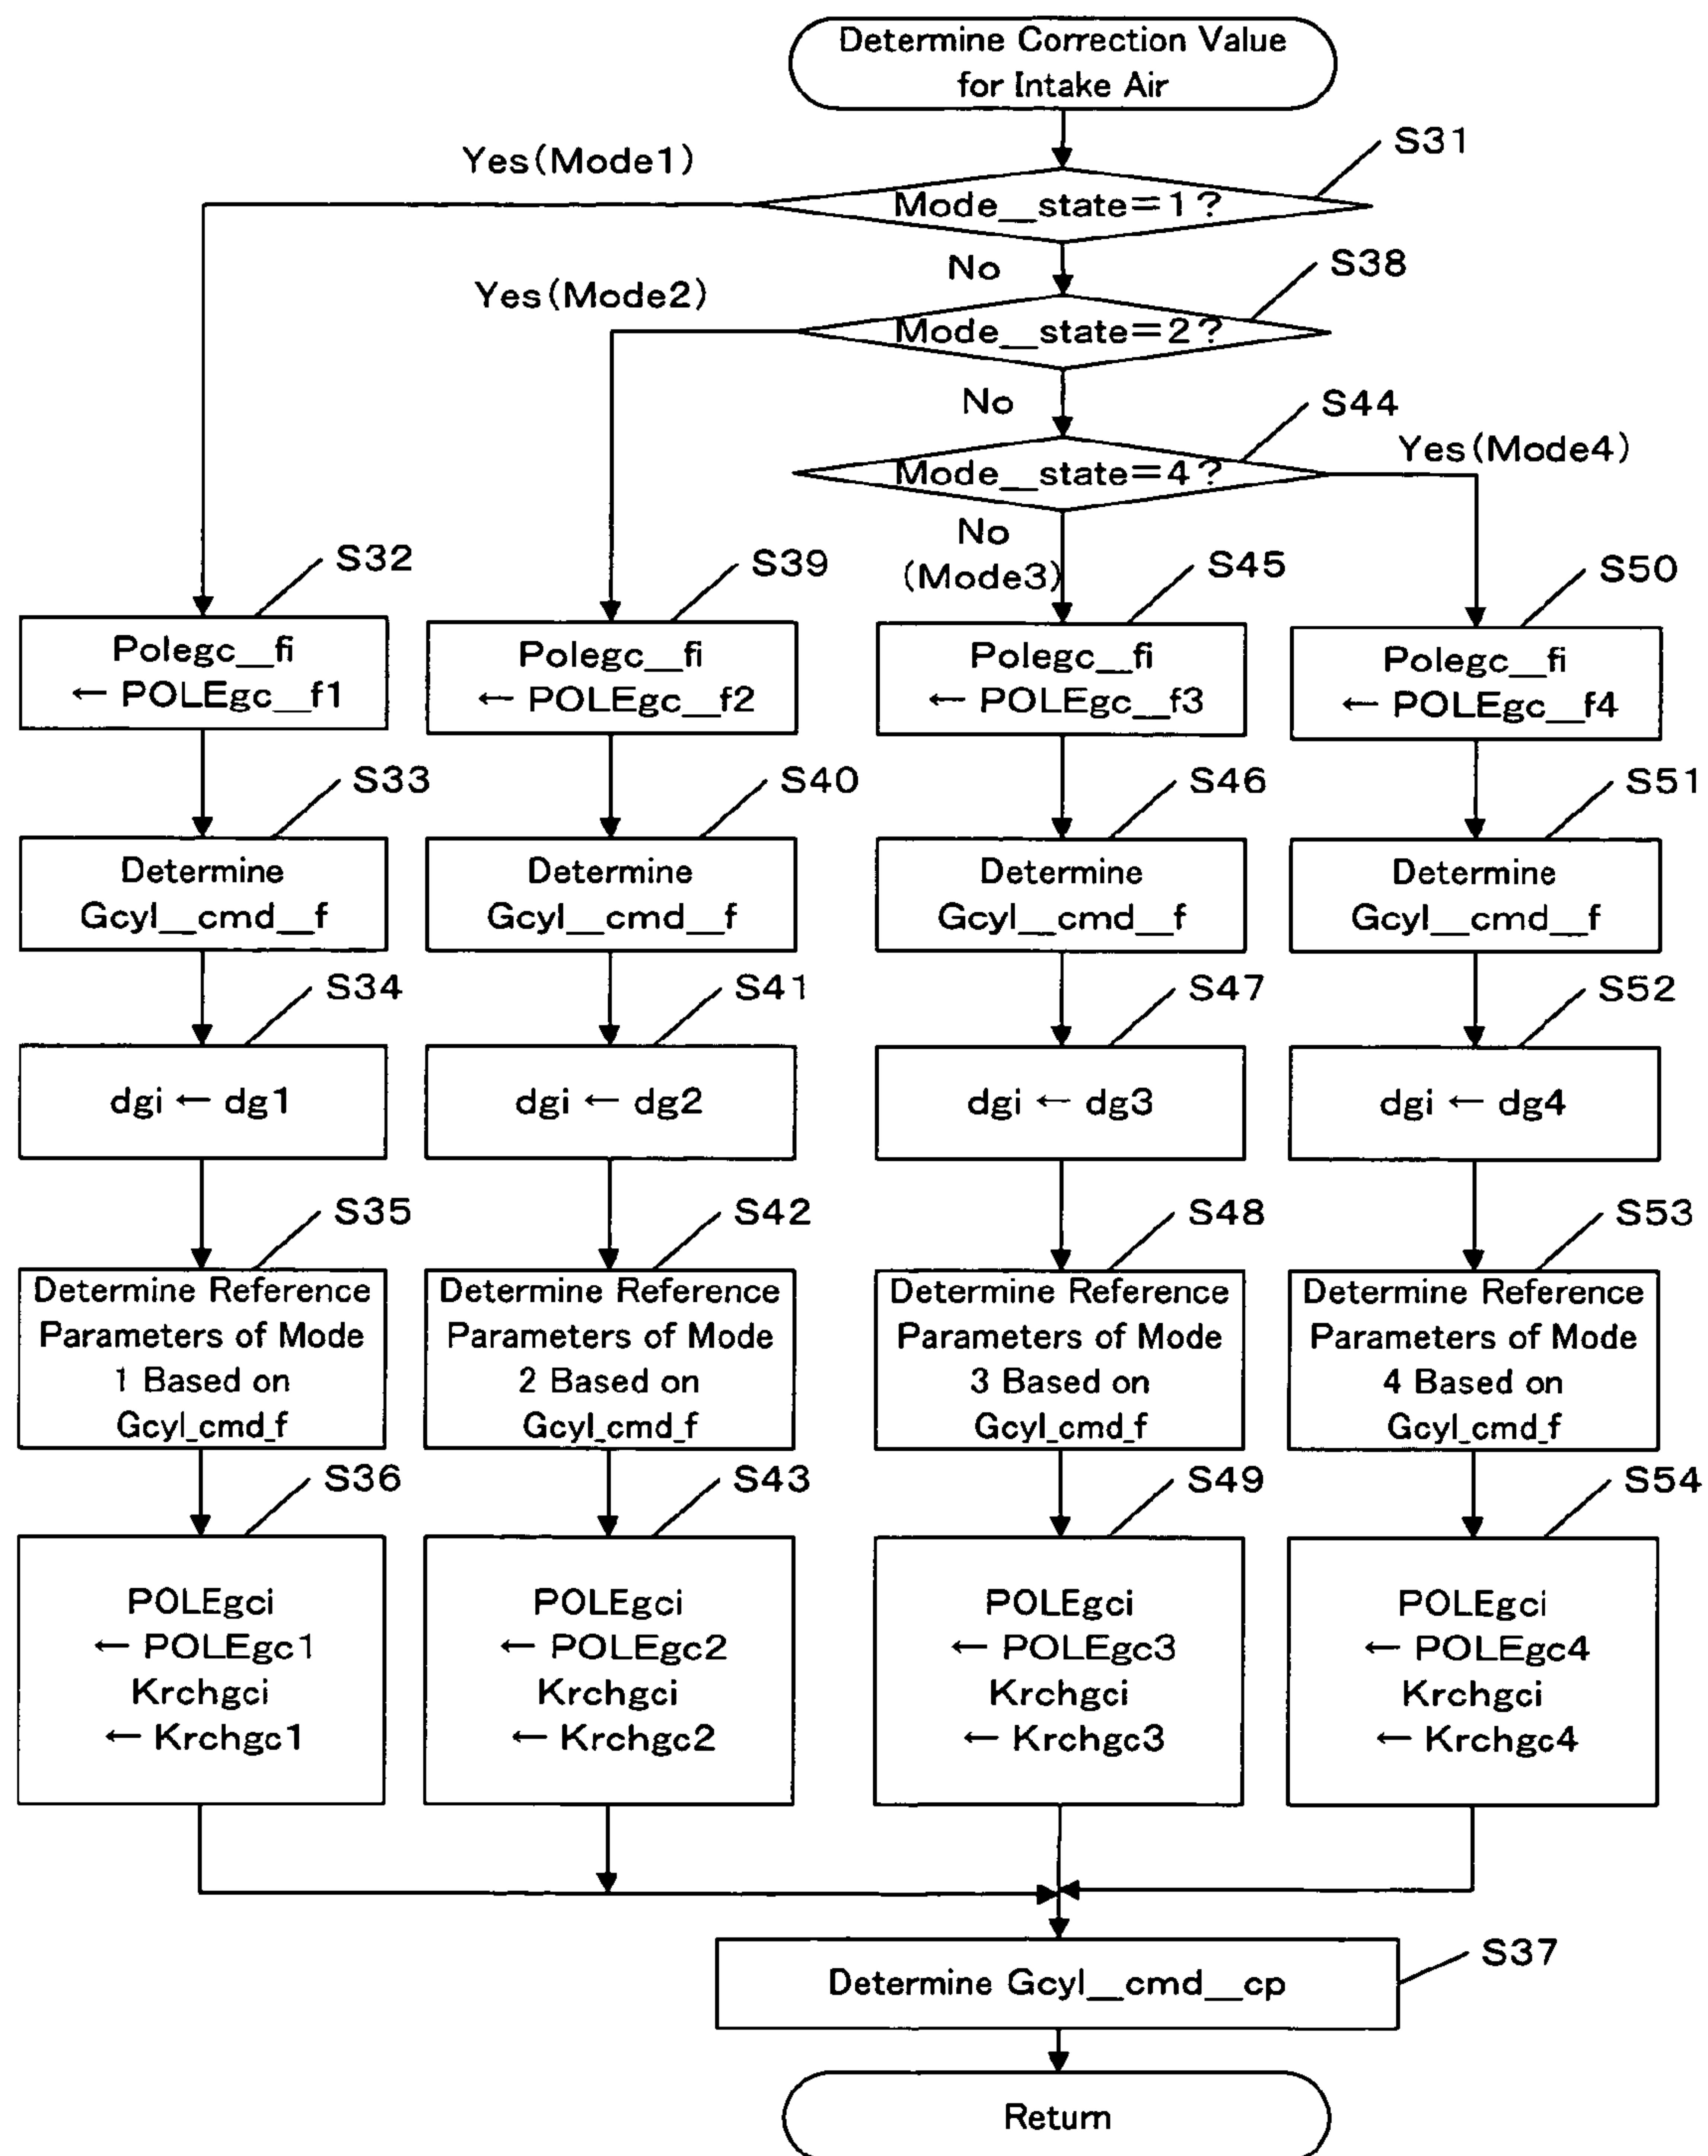 Determine Correction Value
for Intake Air
S31
Yes(Mode1)
Mode__state=1?
No
S38
Yes(Mode2)
Mode__state=2?
No
S44
Yes(Mode4)
Mode__state=4?
No
(Mode3)
S32
Polegc__fi
← POLEgc__f1
S39
Polegc__fi
← POLEgc__f2
S45
Polegc__fi
← POLEgc__f3
S50
Polegc__fi
← POLEgc__f4
S33
Determine
Gcyl__cmd__f
S40
Determine
Gcyl__cmd__f
S46
Determine
Gcyl__cmd__f
S51
Determine
Gcyl__cmd__f
S34
dgi ← dg1
S41
dgi ← dg2
S47
dgi ← dg3
S52
dgi ← dg4
S35
Determine Reference
Parameters of Mode
1 Based on
Gcyl_cmd_f
S42
Determine Reference
Parameters of Mode
2 Based on
Gcyl_cmd_f
S48
Determine Reference
Parameters of Mode
3 Based on
Gcyl_cmd_f
S53
Determine Reference
Parameters of Mode
4 Based on
Gcyl_cmd_f
S36
POLEgci
← POLEgc1
Krchgci
← Krchgc1
S43
POLEgci
← POLEgc2
Krchgci
← Krchgc2
S49
POLEgci
← POLEgc3
Krchgci
← Krchgc3
S54
POLEgci
← POLEgc4
Krchgci
← Krchgc4
S37
Determine Gcyl__cmd__cp
Return